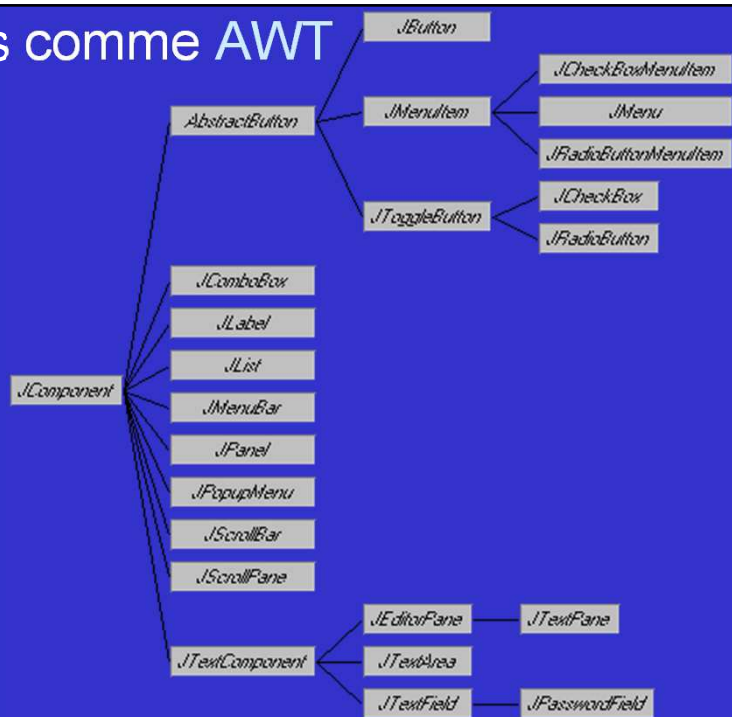 s comme AWT
JButton
JCheckBoxMenuItem
AbstractButton
JMenuItem
JMenu
JRadioButtonMenuItem
JCheckBox
JToggleButton
JRadioButton
JComboBox
JLabel
JList
JComponent
JMenuBar
JPanel
JPopupMenu
JScrollBar
JScrollPane
JEditorPane
JTextPane
JTextComponent
JTextArea
JTextField
JPasswordField